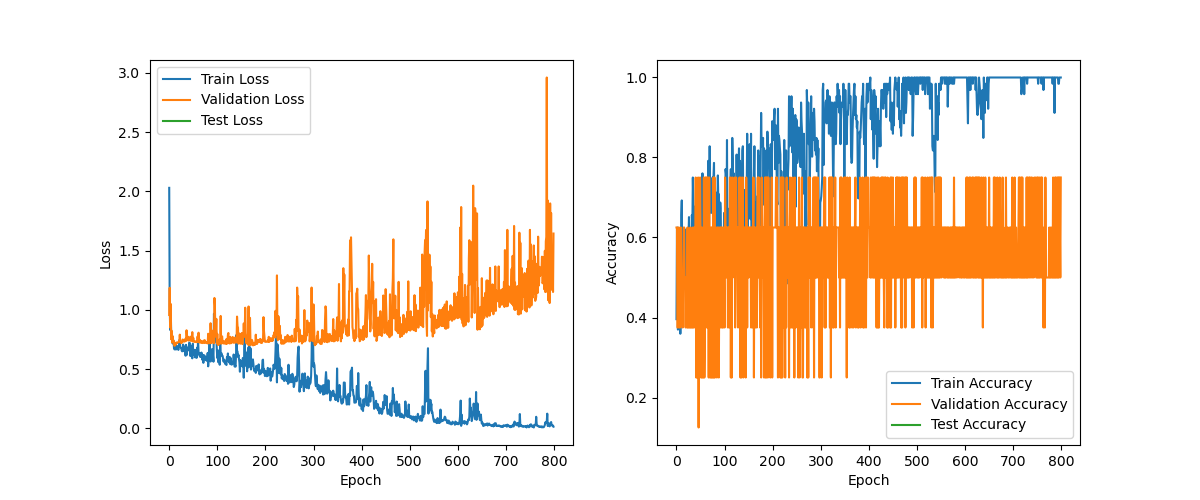 Train Loss
Validation Loss
Test Loss
3.0
2.5
2.0
1.5
1.0
0.5
0.0
Loss
0 100 200 300 400 500 600 700 800
Epoch
1.0
0.8
0.6
0.4
0.2
Accuracy
Train Accuracy
Validation Accuracy
Test Accuracy
0 100 200 300 400 500 600 700 800
Epoch